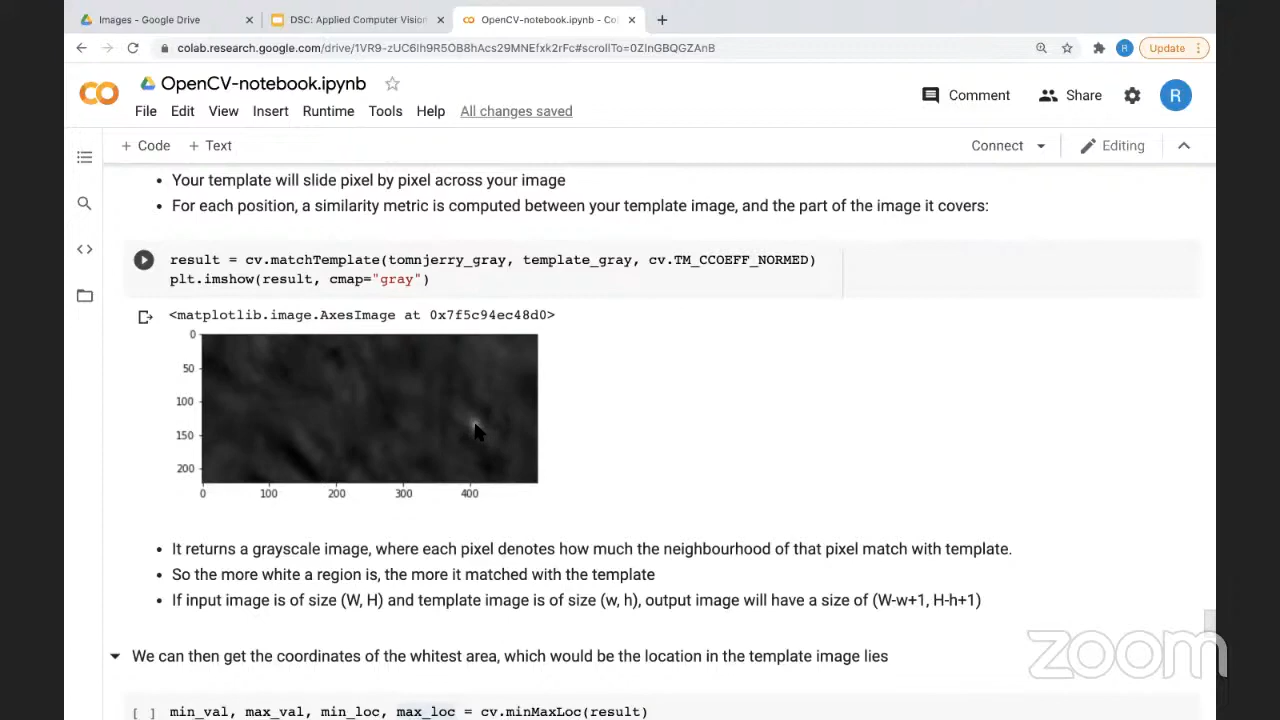 Images - Google Drive
DSC: Applied Computer Vision
OpenCV-notebook.ipynb - Co
colab.research.google.com/drive/1VR9-zUC6lh9R5OB8hAcs29MNEfxk2rFc#scrollTo=0ZInGBQGZAnB
R
Update
OpenCV-notebook.ipynb
Comment
Share
R
File Edit View Insert Runtime Tools Help All changes saved
+ Code + Text
Connect
Editing
• Your template will slide pixel by pixel across your image
• For each position, a similarity metric is computed between your template image, and the part of the image it covers:
result = cv.matchTemplate(tomnjerry_gray, template_gray, cv.TM_CCOEFF_NORMED)
plt.imshow(result, cmap="gray")
<matplotlib.image.AxesImage at 0x7f5c94ec48d0>
0
50
100
150
200
0 100 200 300 400
• It returns a grayscale image, where each pixel denotes how much the neighbourhood of that pixel match with template.
• So the more white a region is, the more it matched with the template
• If input image is of size (W, H) and template image is of size (w, h), output image will have a size of (W-w+1, H-h+1)
zoom
We can then get the coordinates of the whitest area, which would be the location in the template image lies
[ ] min_val, max_val, min_loc, max_loc = cv.minMaxLoc(result)